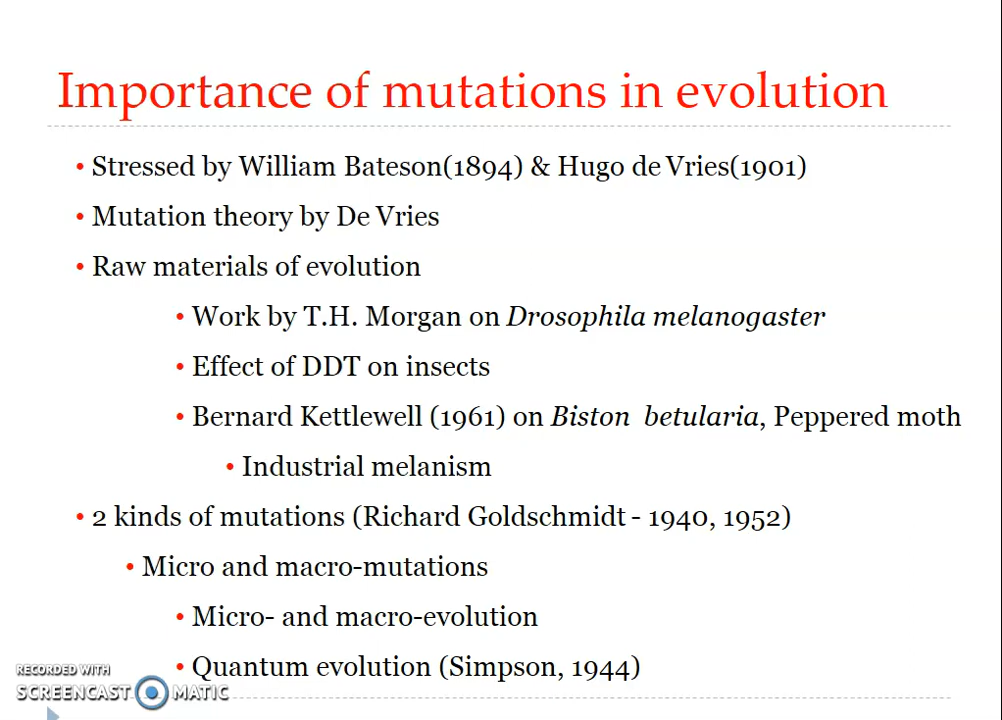 Importance of mutations in evolution
• Stressed by William Bateson(1894) & Hugo de Vries(1901)
• Mutation theory by De Vries
• Raw materials of evolution
• Work by T.H. Morgan on Drosophila melanogaster
• Effect of DDT on insects
• Bernard Kettlewell (1961) on Biston betularia, Peppered moth
• Industrial melanism
• 2 kinds of mutations (Richard Goldschmidt - 1940, 1952)
• Micro and macro-mutations
• Micro- and macro-evolution
• Quantum evolution (Simpson, 1944)
RECORDED WITH
SCREENCAST MATIC